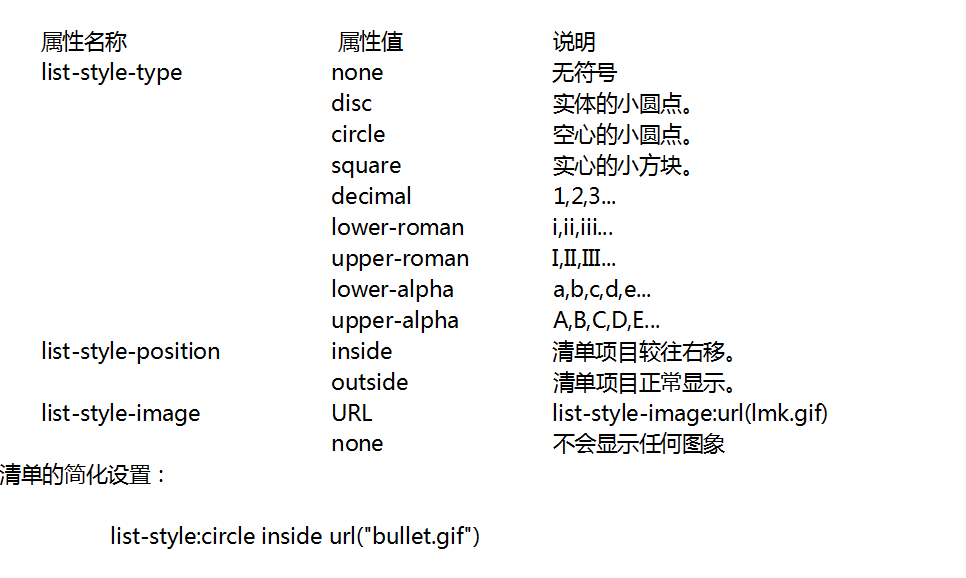 属性名称 属性值 说明
list-style-type none 无符号
disc 实体的小圆点。
circle 空心的小圆点。
square 实心的小方块。
decimal 1,2,3...
lower-roman i,ii,iii...
upper-roman I,II,III...
lower-alpha a,b,c,d,e...
upper-alpha A,B,C,D,E...
list-style-position inside 清单项目较往右移。
outside 清单项目正常显示。
list-style-image URL list-style-image:url(lmk.gif)
none 不会显示任何图象
清单的简化设置：
list-style:circle inside url("bullet.gif")